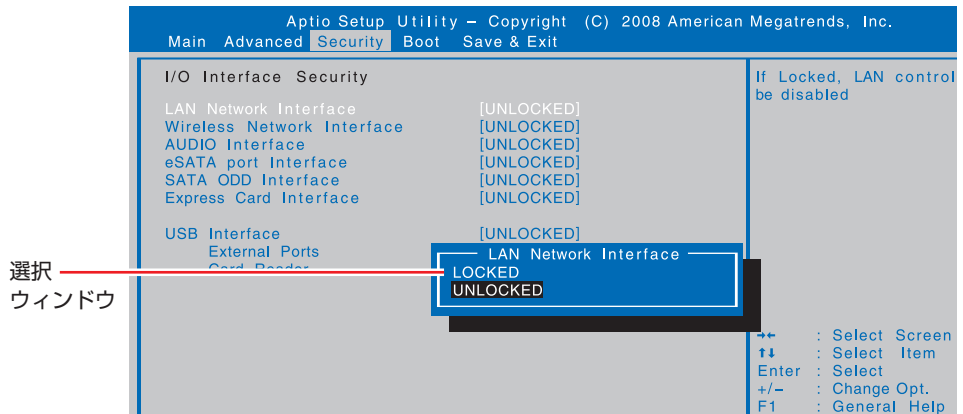 Aptio Setup Utility – Copyright (C) 2008 American Megatrends, Inc.
Main Advanced Security Boot Save & Exit
I/O Interface Security
LAN Network Interface [UNLOCKED]
Wireless Network Interface [UNLOCKED]
AUDIO Interface [UNLOCKED]
eSATA port Interface [UNLOCKED]
SATA ODD Interface [UNLOCKED]
Express Card Interface [UNLOCKED]
USB Interface [UNLOCKED]
External Ports
Card Reader
LAN Network Interface
LOCKED
UNLOCKED
選択
ウィンドウ
If Locked, LAN control
be disabled
→← : Select Screen
↑↓ : Select Item
Enter : Select
+/– : Change Opt.
F1 : General Help